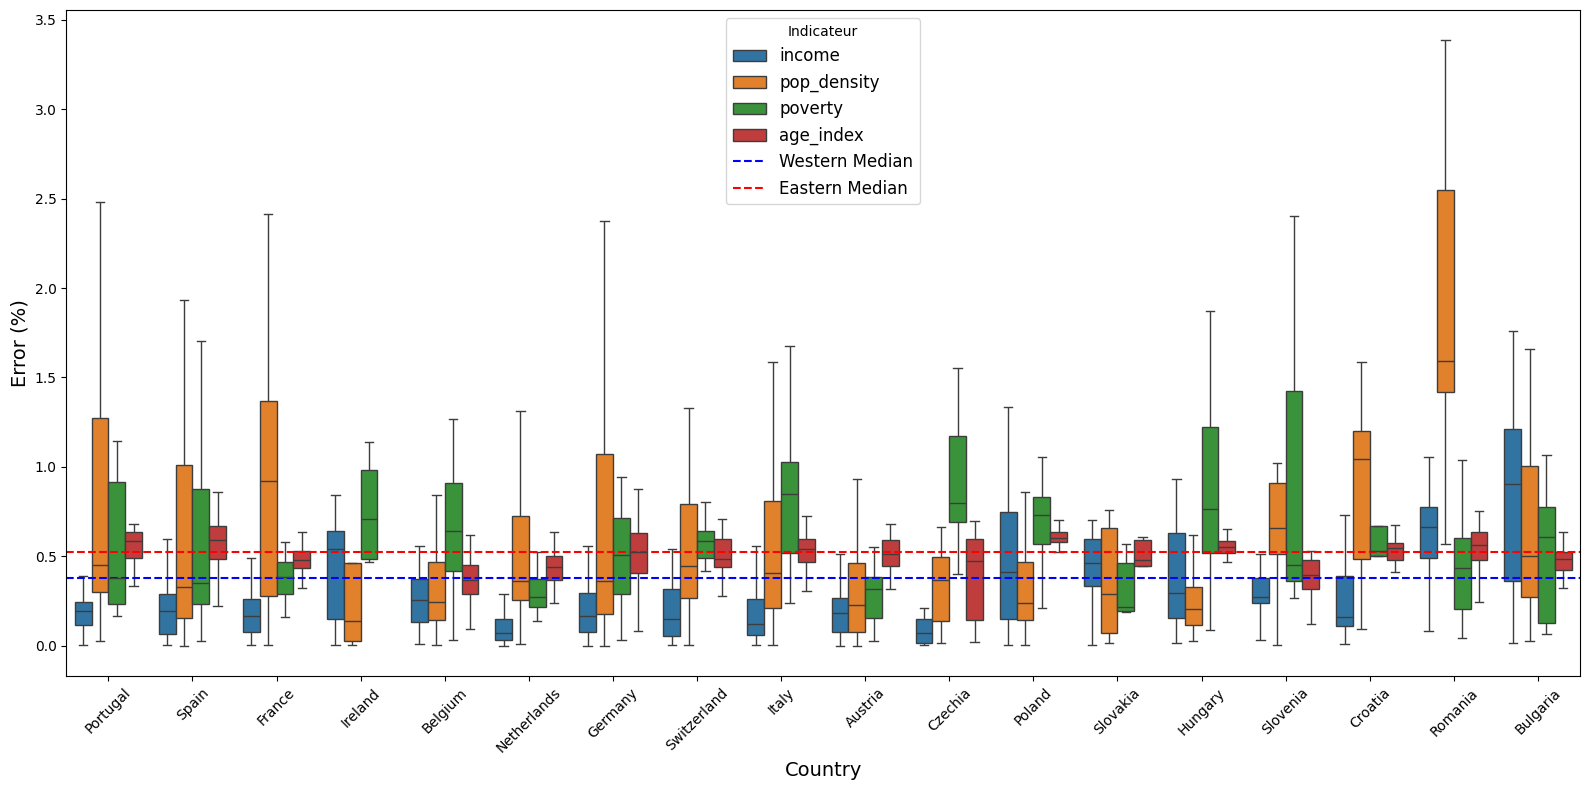 Indicateur
income
pop_density
poverty
age_index
Western Median
Eastern Median
Error (%)
3.5
3.0
2.5
2.0
1.5
1.0
0.5
0.0
Portugal
Spain
France
Ireland
Belgium
Netherlands
Germany
Switzerland
Italy
Austria
Czechia
Poland
Slovakia
Hungary
Slovenia
Croatia
Romania
Bulgaria
Country